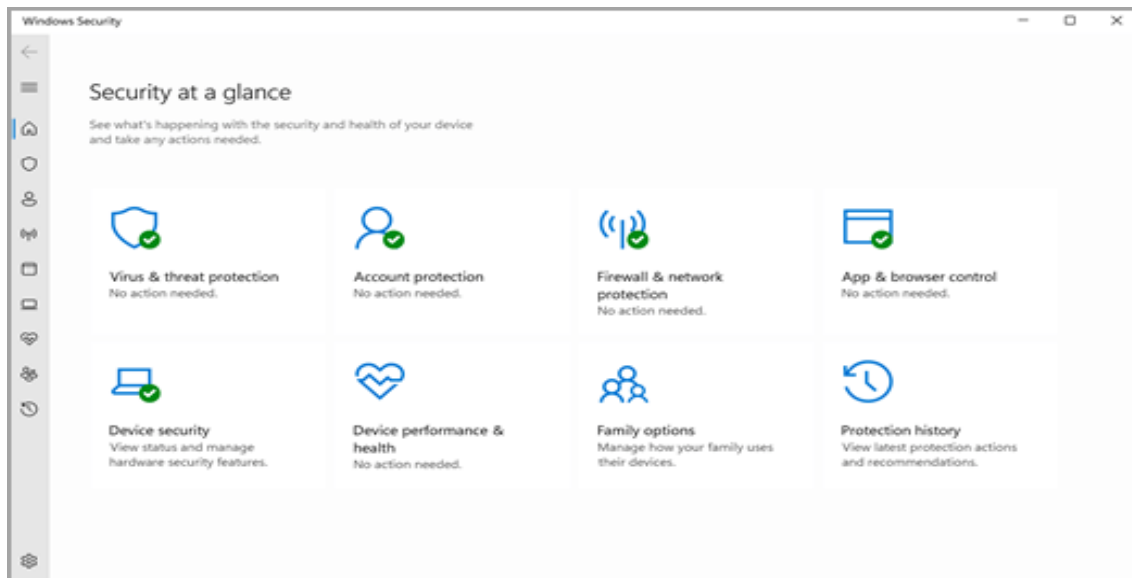 Windows Security
Security at a glance
See what's happening with the security and health of your device
and take any actions needed.
Virus & threat protection
No action needed.
Account protection
No action needed.
Firewall & network
protection
No action needed.
App & browser control
No action needed.
Device security
View status and manage
hardware security features.
Device performance &
health
No action needed.
Family options
Manage how your family uses
their devices.
Protection history
View latest protection actions
and recommendations.